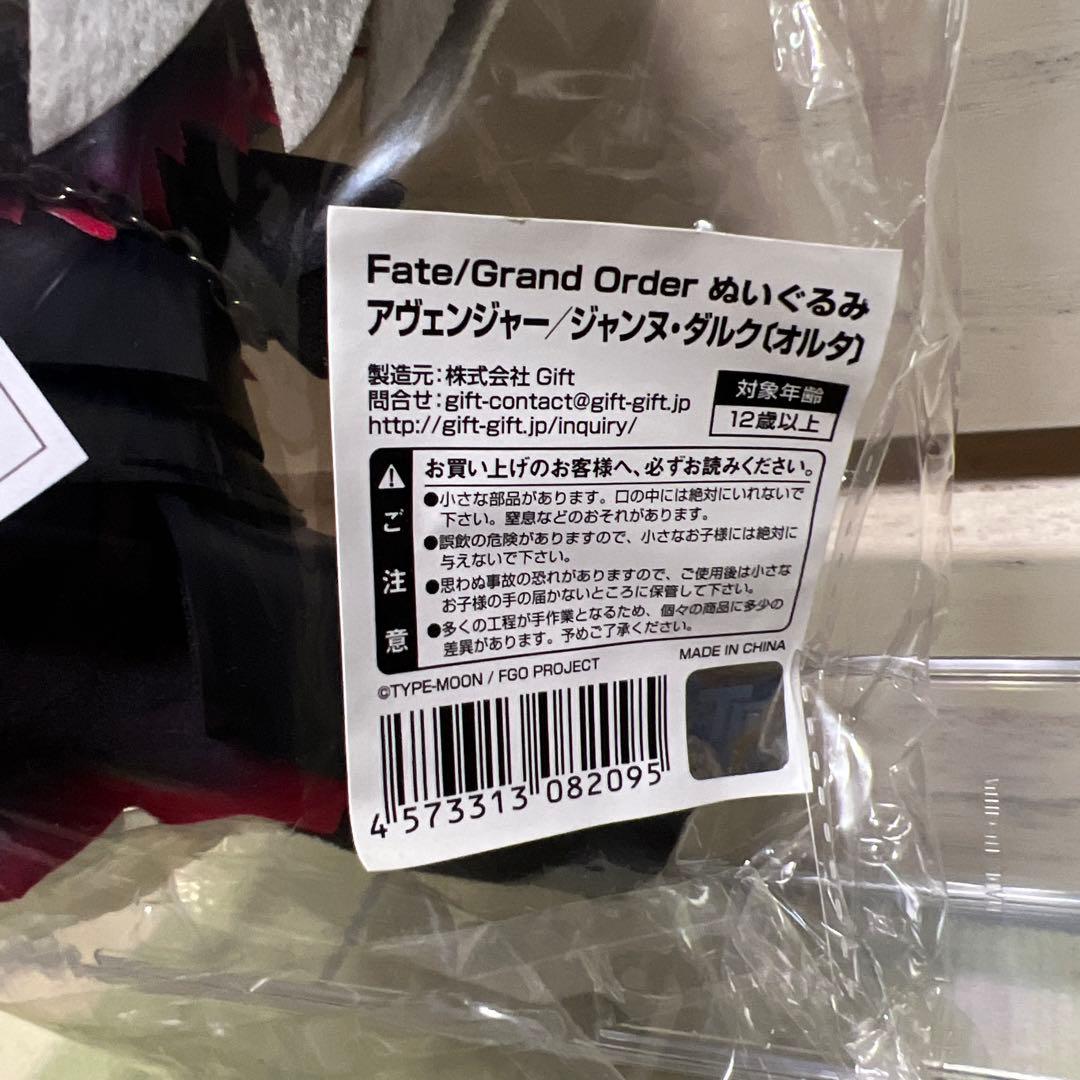 Fate/Grand Order ぬいぐるみ
アヴェンジャー/ジャンヌ・ダルク〔オルタ〕
製造元:株式会社 Gift
問合せ:gift-contact@gift-gift.jp
http://gift-gift.jp/inquiry/
対象年齢
12歳以上
ご注意
お買い上げのお客様へ、必ずお読みください。
●小さな部品があります。口の中には絶対にいれないで
下さい。窒息などのおそれがあります。
●誤飲の危険がありますので、小さなお子様には絶対に
与えないで下さい。
●思わぬ事故の恐れがありますので、ご使用後は小さな
お子様の手の届かないところに保管して下さい。
●多くの工程が手作業となるため、個々の商品に多少の
差異があります。予めご了承ください。
©TYPE-MOON / FGO PROJECT
MADE IN CHINA
4 573313 082095